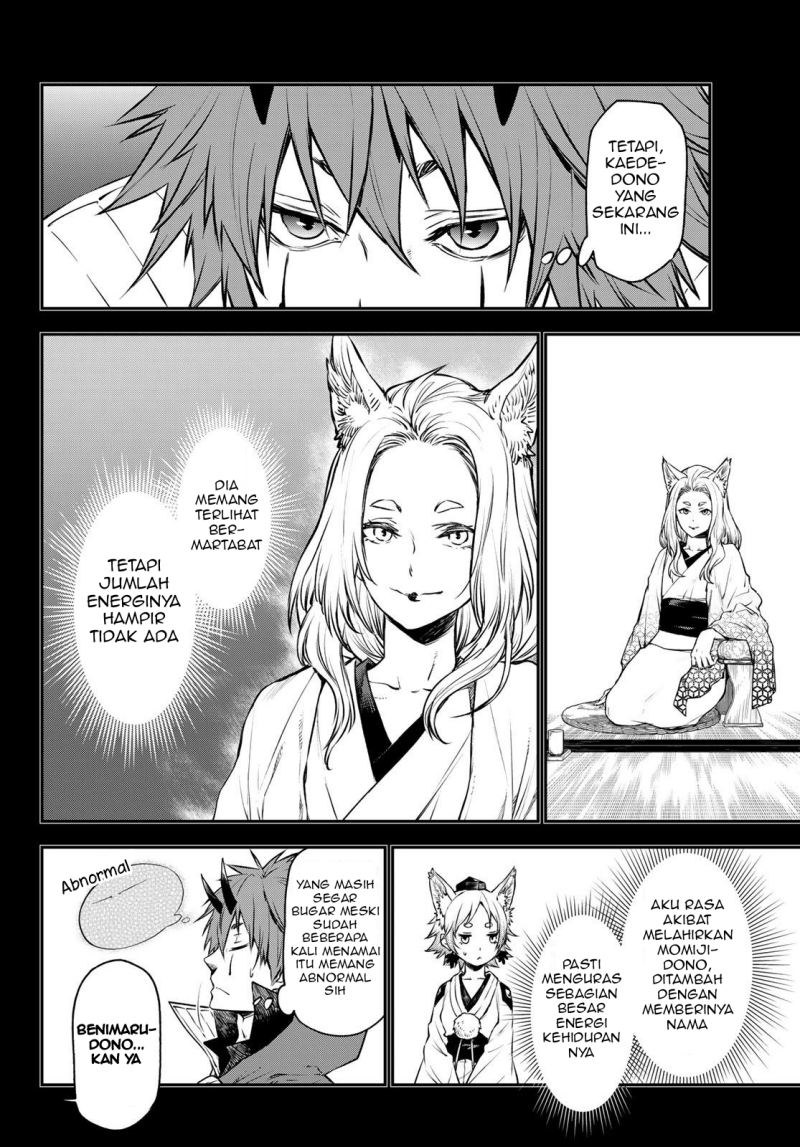 TETAPI,
KAEDE-
DONO
YANG
SEKARANG
INI...
DIA
MEMANG
TERLIHAT
BER-
MARTABAT
TETAPI
JUMLAH
ENERGINYA
HAMPIR
TIDAK ADA
AKU RASA
AKIBAT
MELAHIRKAN
MOMIJI-
DONO,
DITAMBAH
DENGAN
MEMBERINYA
NAMA
PASTI
MENGURAS
SEBAGIAN
BESAR
ENERGI
KEHIDUPAN
NYA
YANG MASIH
SEGAR
BUGAR MESKI
SUDAH
BEBERAPA
KALI MENAMAI
ITU MEMANG
ABNORMAL
SIH
Abnormal
BENIMARU-
DONO...
KAN YA